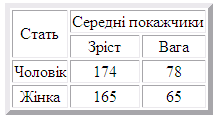 Стать Середні покажчики
Зріст Вага
Чоловік 174 78
Жінка 165 65